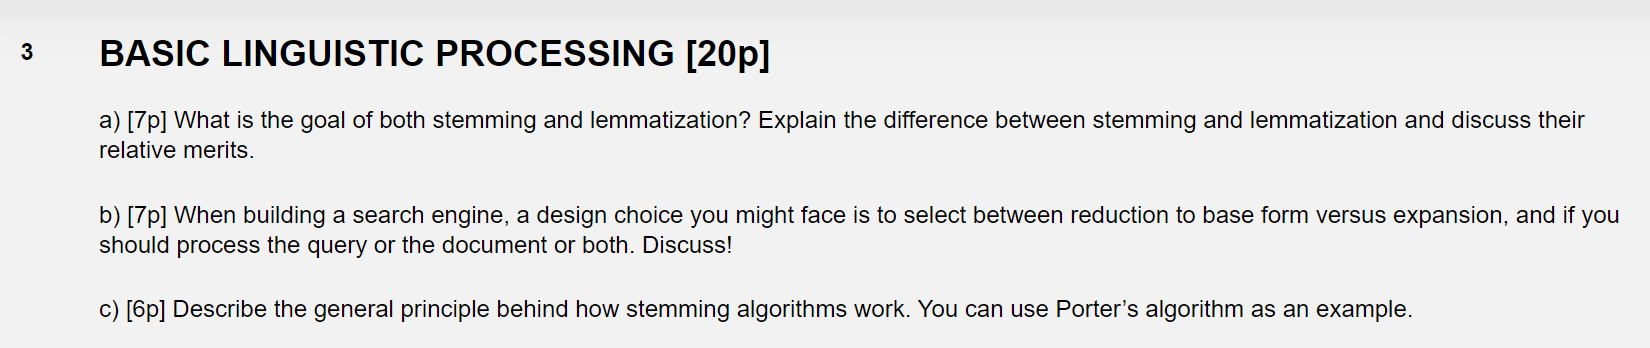 3 BASIC LINGUISTIC PROCESSING [20p]
a) [7p] What is the goal of both stemming and lemmatization? Explain the difference between stemming and lemmatization and discuss their
relative merits.
b) [7p] When building a search engine, a design choice you might face is to select between reduction to base form versus expansion, and if you
should process the query or the document or both. Discuss!
c) [6p] Describe the general principle behind how stemming algorithms work. You can use Porter’s algorithm as an example.